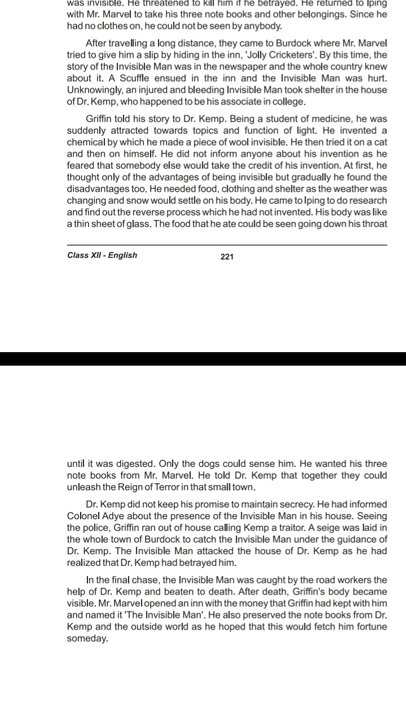 was invisible. He threatened to kill him if he betrayed. He returned to Iping
with Mr. Marvel to take his three note books and other belongings. Since he
had no clothes on, he could not be seen by anybody.
After travelling a long distance, they came to Burdock where Mr. Marvel
tried to give him a slip by hiding in the inn, 'Jolly Cricketers'. By this time, the
story of the Invisible Man was in the newspaper and the whole country knew
about it. A Scuffle ensued in the inn and the Invisible Man was hurt.
Unknowingly, an injured and bleeding Invisible Man took shelter in the house
of Dr. Kemp, who happened to be his associate in college.
Griffin told his story to Dr. Kemp. Being a student of medicine, he was
suddenly attracted towards topics and function of light. He invented a
chemical by which he made a piece of wool invisible. He then tried it on a cat
and then on himself. He did not inform anyone about his invention as he
feared that somebody else would take the credit of his invention. At first, he
thought only of the advantages of being invisible but gradually he found the
disadvantages too. He needed food, clothing and shelter as the weather was
changing and snow would settle on his body. He came to Iping to do research
and find out the reverse process which he had not invented. His body was like
a thin sheet of glass. The food that he ate could be seen going down his throat
Class XII - English 221
until it was digested. Only the dogs could sense him. He wanted his three
note books from Mr. Marvel. He told Dr. Kemp that together they could
unleash the Reign of Terror in that small town.
Dr. Kemp did not keep his promise to maintain secrecy. He had informed
Colonel Adye about the presence of the Invisible Man in his house. Seeing
the police, Griffin ran out of house calling Kemp a traitor. A seige was laid in
the whole town of Burdock to catch the Invisible Man under the guidance of
Dr. Kemp. The Invisible Man attacked the house of Dr. Kemp as he had
realized that Dr. Kemp had betrayed him.
In the final chase, the Invisible Man was caught by the road workers the
help of Dr. Kemp and beaten to death. After death, Griffin's body became
visible. Mr. Marvel opened an inn with the money that Griffin had kept with him
and named it 'The Invisible Man'. He also preserved the note books from Dr.
Kemp and the outside world as he hoped that this would fetch him fortune
someday.